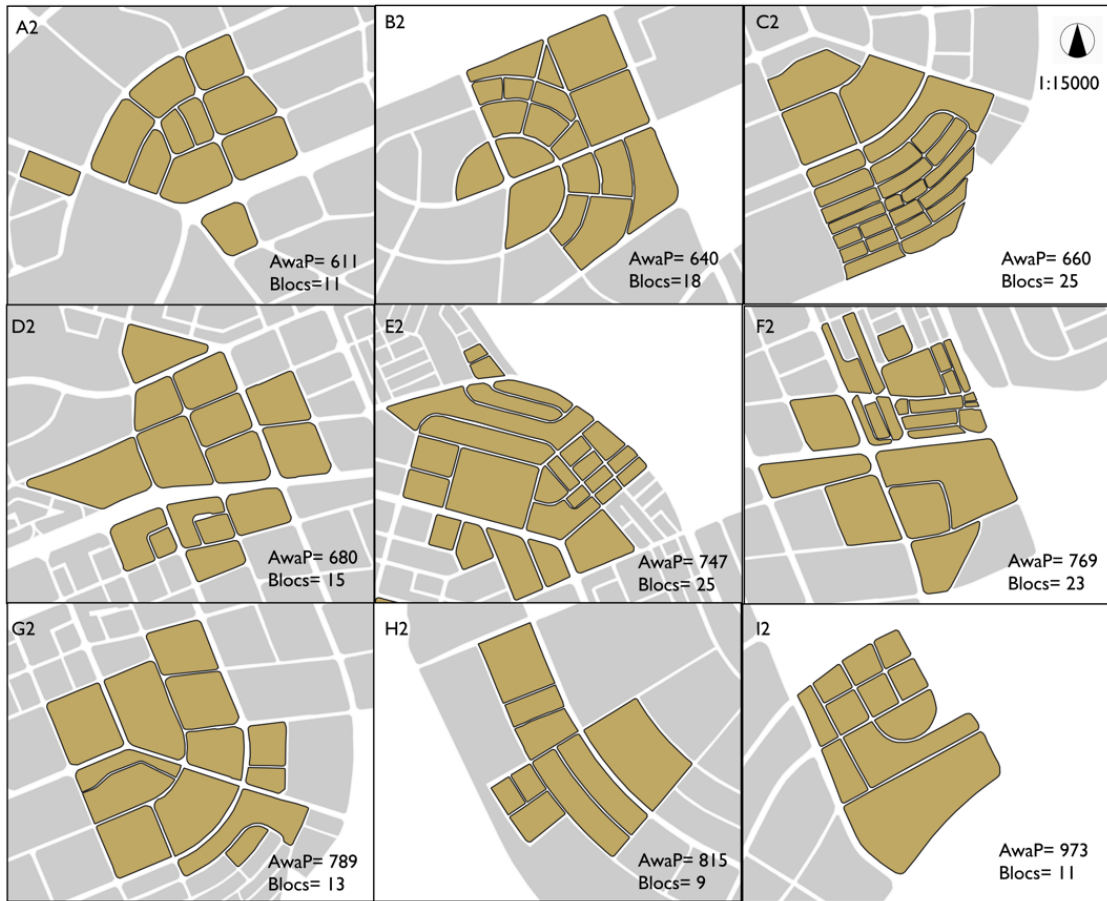 A2
AwaP= 611
Blocs=11
B2
AwaP= 640
Blocs=18
C2
1:15000
AwaP= 660
Blocs= 25
D2
AwaP= 680
Blocs= 15
E2
AwaP= 747
Blocs= 25
F2
AwaP= 769
Blocs= 23
G2
AwaP= 789
Blocs= 13
H2
AwaP= 815
Blocs= 9
I2
AwaP= 973
Blocs= 11